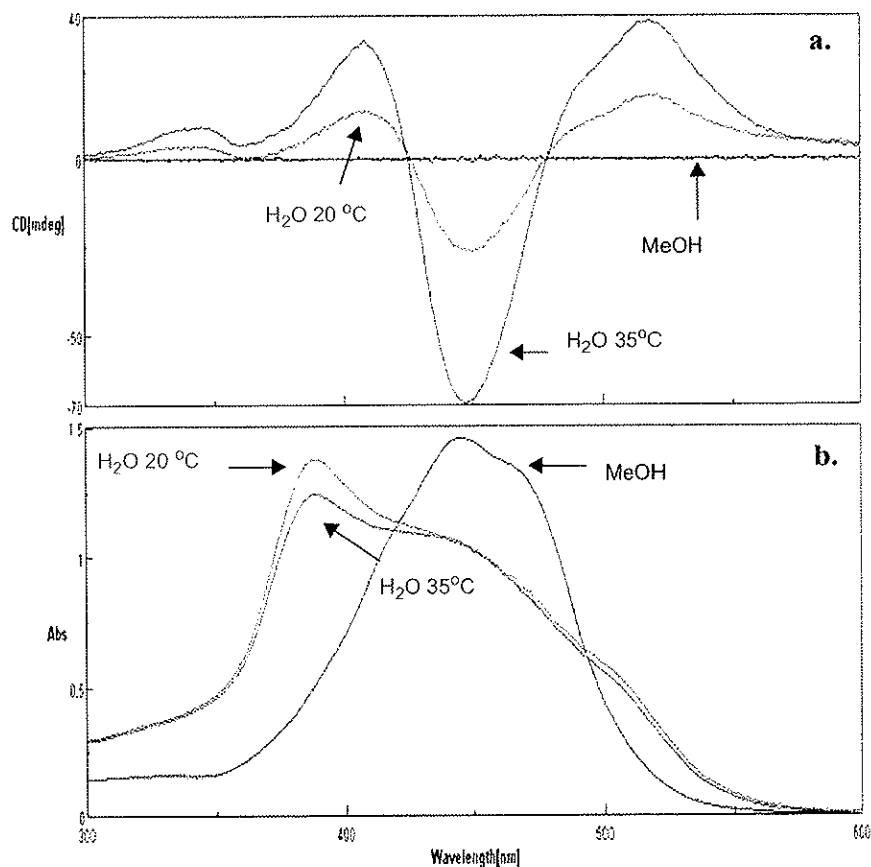 40
a.
0
H₂O 20 °C
CD[mdeg]
MeOH
-50
H₂O 35°C
-70
1.5
b.
H₂O 20 °C
MeOH
1
H₂O 35°C
Abs
0.5
0
300
400
500
600
Wavelength[nm]